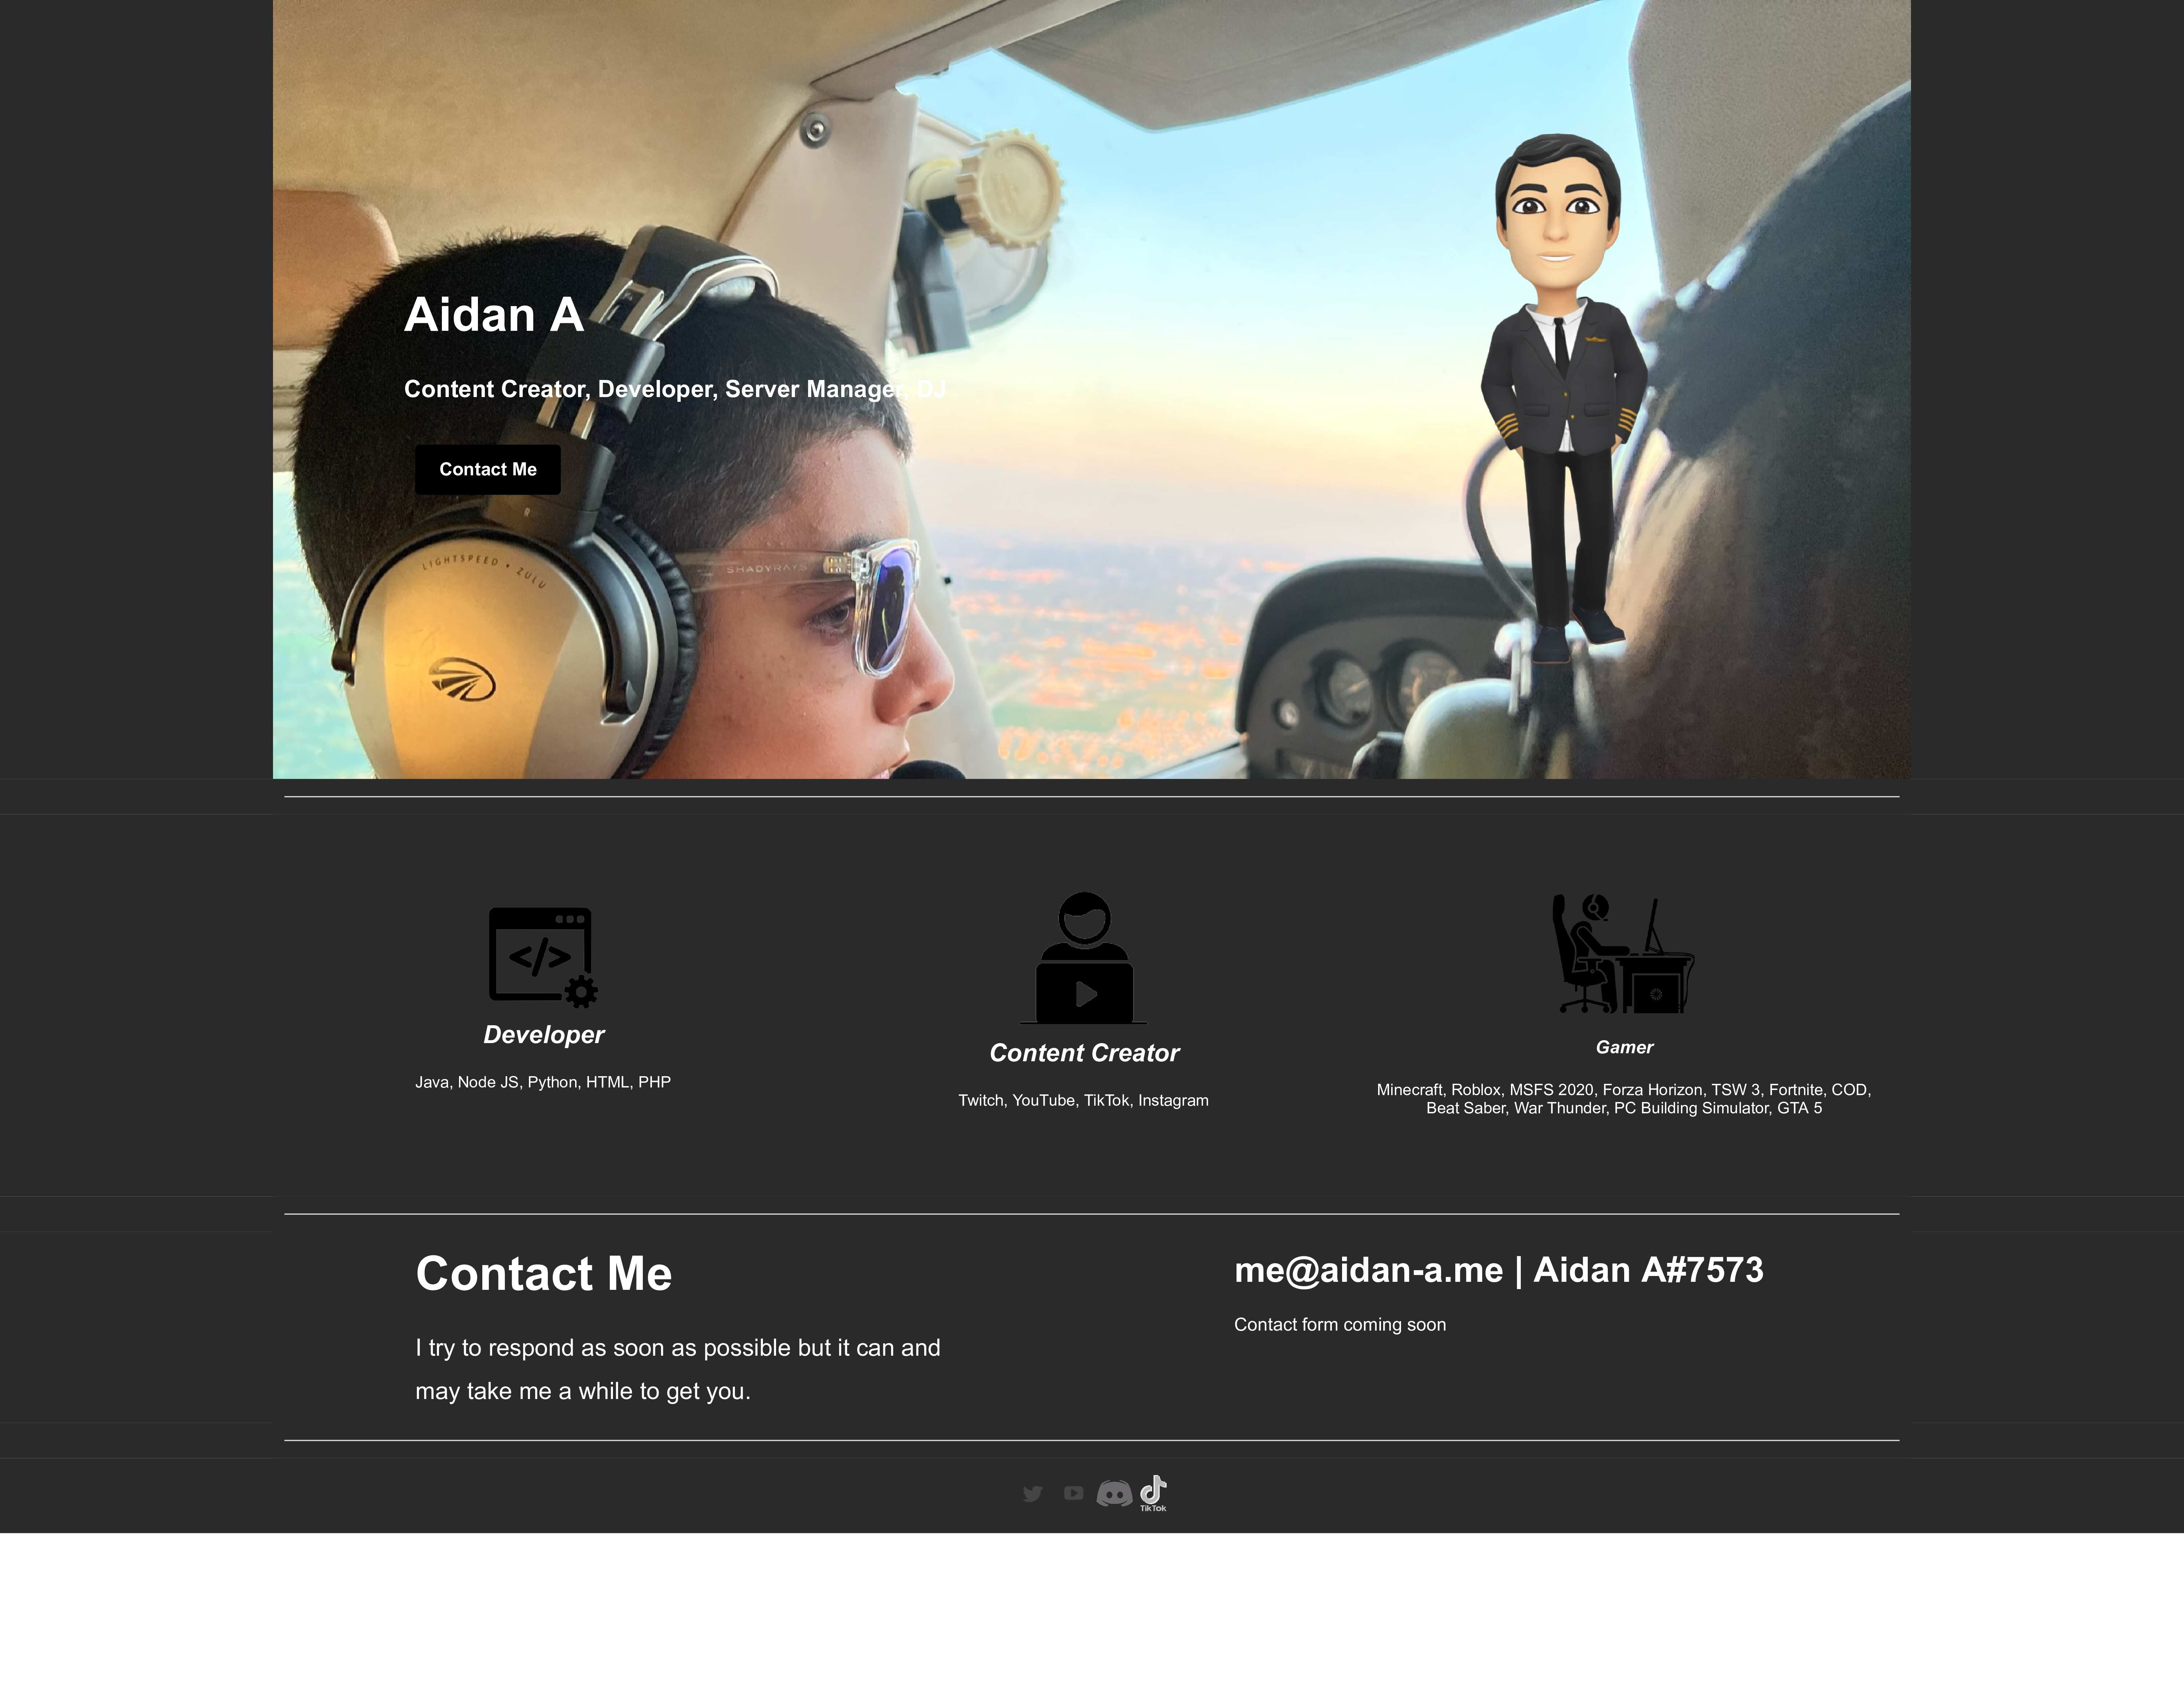 Aidan A
Content Creator, Developer, Server Manager, DJ
Contact Me
R
LIGHTSPEED • ZULU
SHADYRAYS
Developer
Java, Node JS, Python, HTML, PHP
Content Creator
Twitch, YouTube, TikTok, Instagram
Gamer
Minecraft, Roblox, MSFS 2020, Forza Horizon, TSW 3, Fortnite, COD,
Beat Saber, War Thunder, PC Building Simulator, GTA 5
Contact Me
I try to respond as soon as possible but it can and
may take me a while to get you.
me@aidan-a.me | Aidan A#7573
Contact form coming soon
TikTok